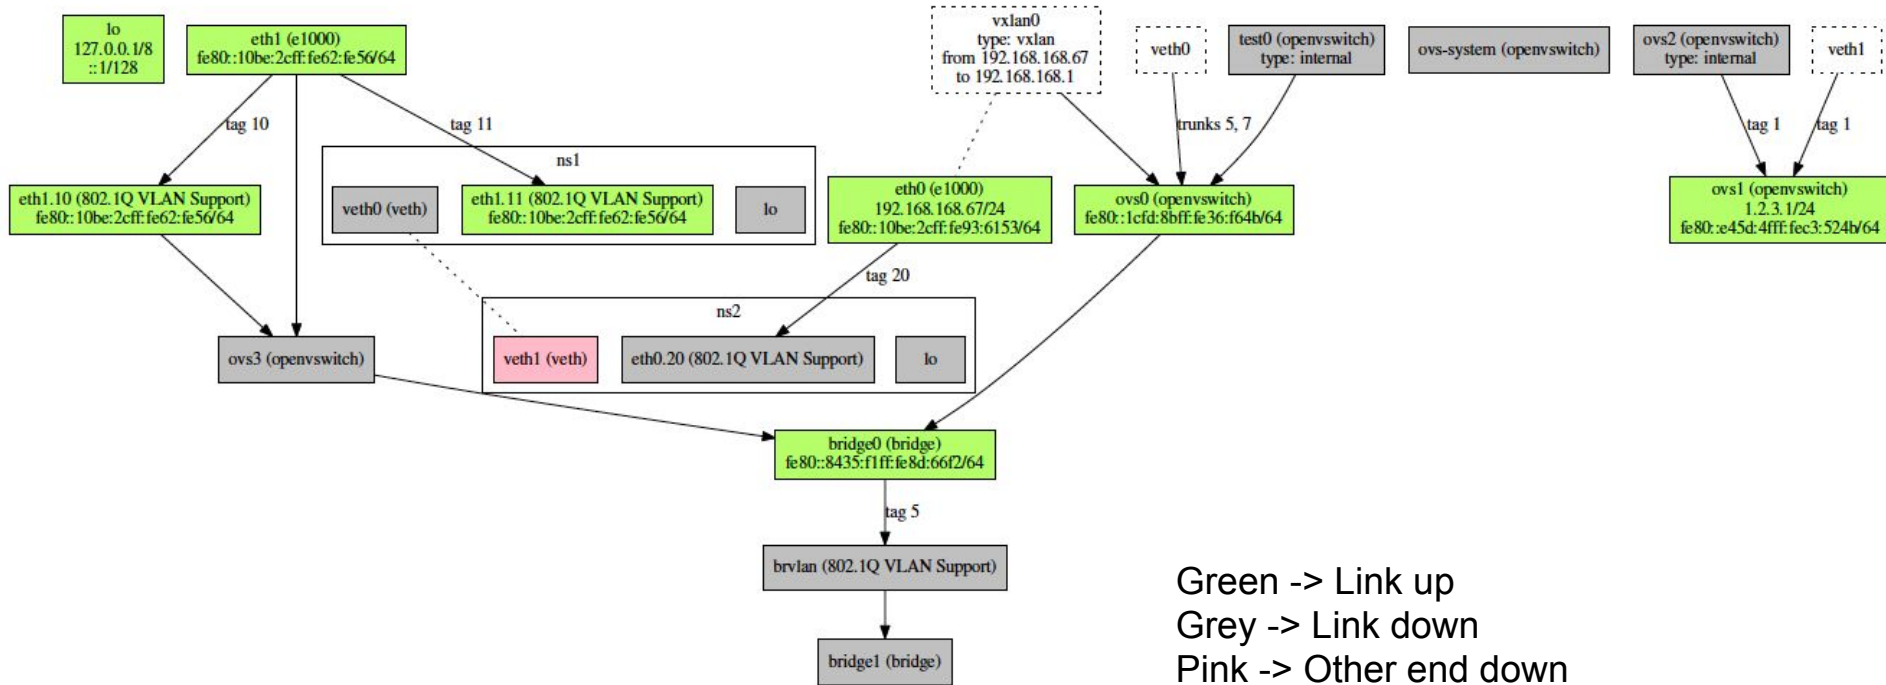 lo
127.0.0.1/8
::1/128
eth1 (e1000)
fe80::10be:2cff:fe62:fe56/64
vxlan0
type: vxlan
from 192.168.168.67
to 192.168.168.1
veth0
test0 (openvswitch)
type: internal
ovs-system (openvswitch)
ovs2 (openvswitch)
type: internal
veth1
tag 10
tag 11
trunks 5, 7
tag 1
tag 1
eth1.10 (802.1Q VLAN Support)
fe80::10be:2cff:fe62:fe56/64
ns1
veth0 (veth)
eth1.11 (802.1Q VLAN Support)
fe80::10be:2cff:fe62:fe56/64
lo
eth0 (e1000)
192.168.168.67/24
fe80::10be:2cff:fe93:6153/64
ovs0 (openvswitch)
fe80::1cfd:8bff:fe36:f64b/64
ovs1 (openvswitch)
1.2.3.1/24
fe80::e45d:4fff:fec3:524b/64
tag 20
ovs3 (openvswitch)
ns2
veth1 (veth)
eth0.20 (802.1Q VLAN Support)
lo
bridge0 (bridge)
fe80::8435:f1ff:fe8d:66f2/64
tag 5
brvlan (802.1Q VLAN Support)
bridge1 (bridge)
Green -> Link up
Grey -> Link down
Pink -> Other end down